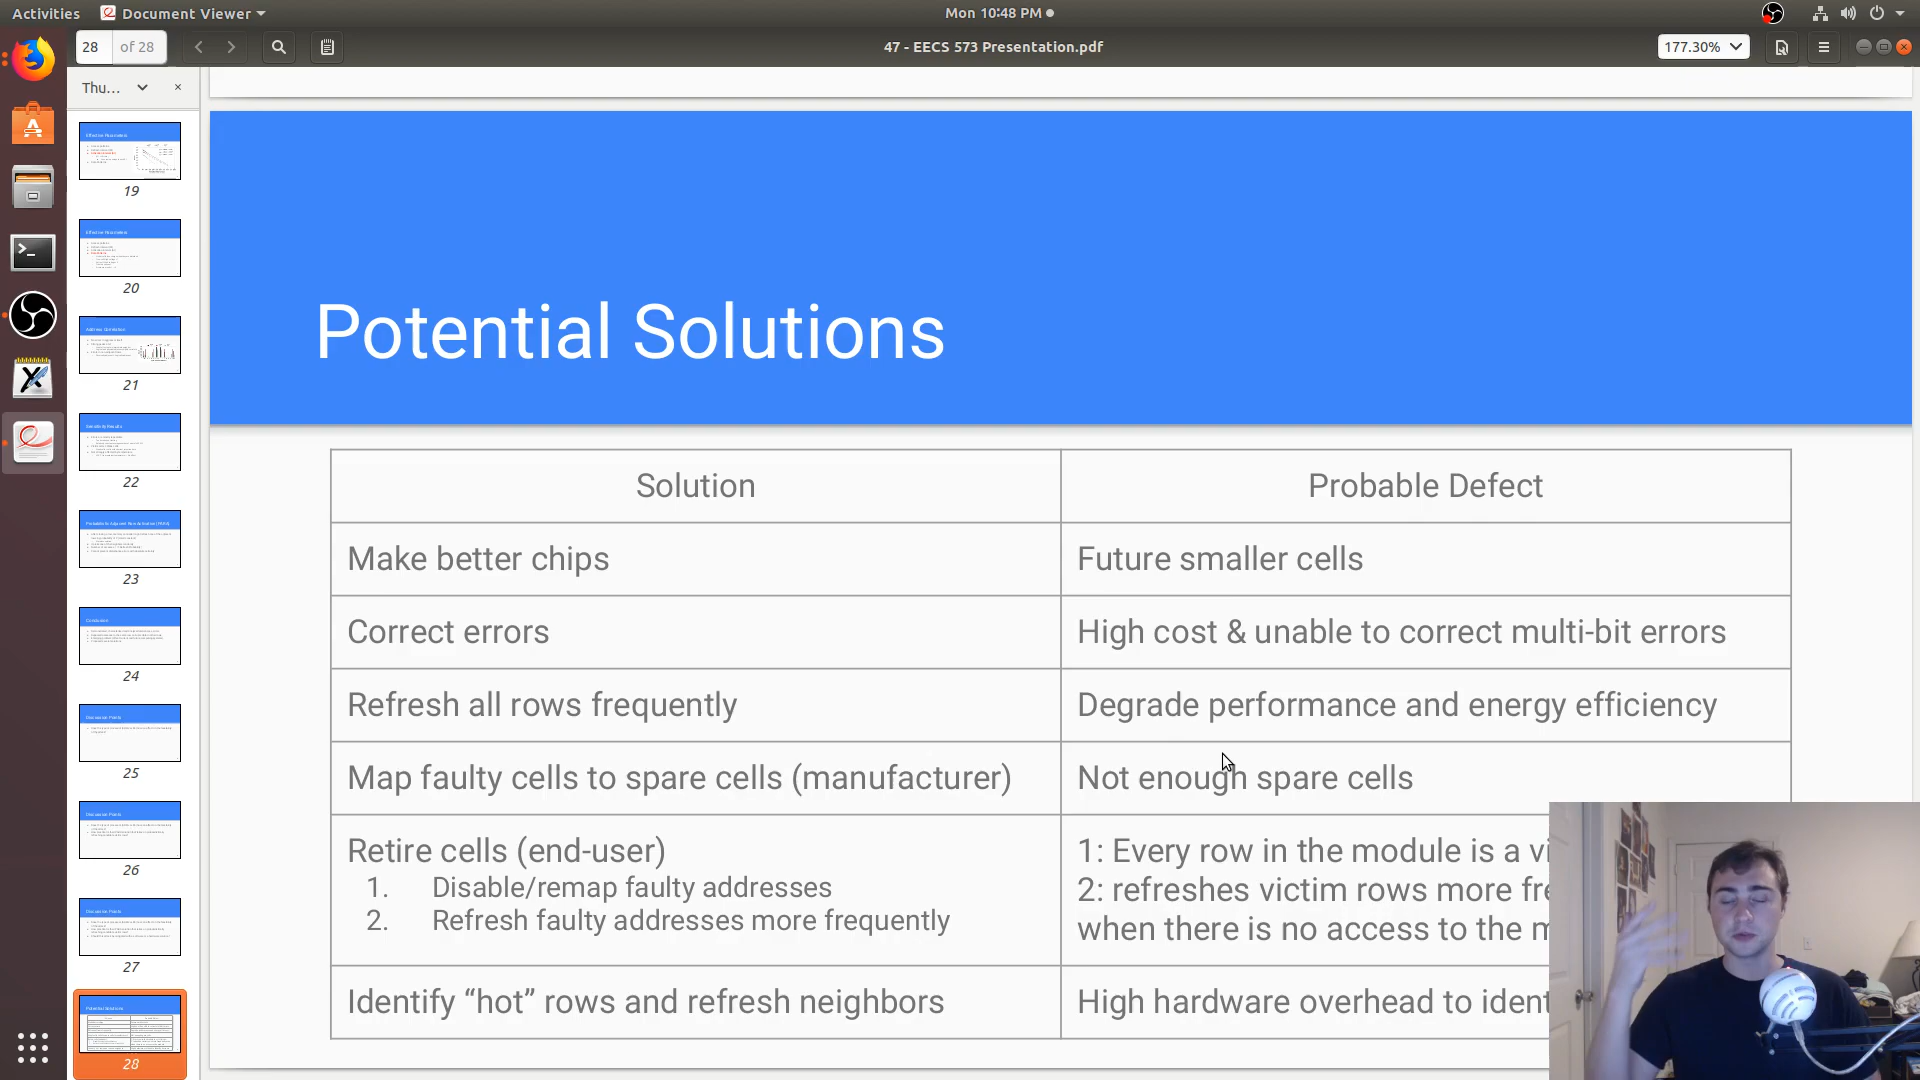 Activities
Document Viewer
Mon 10:48 PM
28
of 28
47 - EECS 573 Presentation.pdf
177.30%
Thu...
19
20
21
22
23
24
25
26
27
28
Potential Solutions
Solution
Probable Defect
Make better chips
Future smaller cells
Correct errors
High cost & unable to correct multi-bit errors
Refresh all rows frequently
Degrade performance and energy efficiency
Map faulty cells to spare cells (manufacturer)
Not enough spare cells
Retire cells (end-user)
1. Disable/remap faulty addresses
2. Refresh faulty addresses more frequently
1: Every row in the module is a vi
2: refreshes victim rows more fre
when there is no access to the m
Identify “hot” rows and refresh neighbors
High hardware overhead to ident